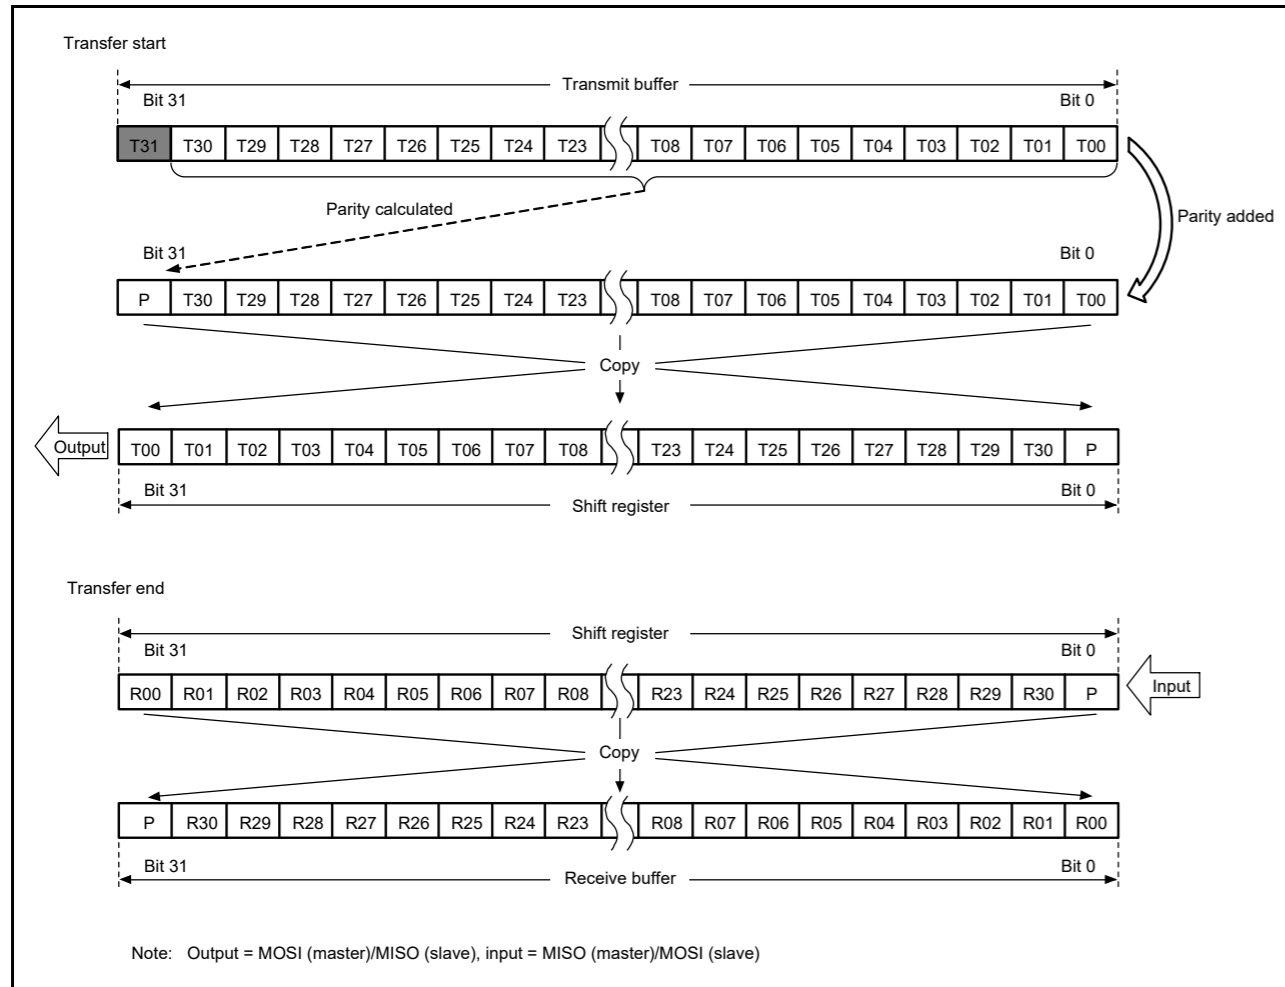 Transfer start
Transmit buffer
Bit 31 Bit 0
T31 T30 T29 T28 T27 T26 T25 T24 T23 T08 T07 T06 T05 T04 T03 T02 T01 T00
Parity calculated
Parity added
Bit 31 Bit 0
P T30 T29 T28 T27 T26 T25 T24 T23 T08 T07 T06 T05 T04 T03 T02 T01 T00
Copy
Output T00 T01 T02 T03 T04 T05 T06 T07 T08 T23 T24 T25 T26 T27 T28 T29 T30 P
Bit 31 Bit 0
Shift register
Transfer end
Shift register
Bit 31 Bit 0
R00 R01 R02 R03 R04 R05 R06 R07 R08 R23 R24 R25 R26 R27 R28 R29 R30 P Input
Copy
P R30 R29 R28 R27 R26 R25 R24 R23 R08 R07 R06 R05 R04 R03 R02 R01 R00
Bit 31 Bit 0
Receive buffer
Note: Output = MOSI (master)/MISO (slave), input = MISO (master)/MOSI (slave)